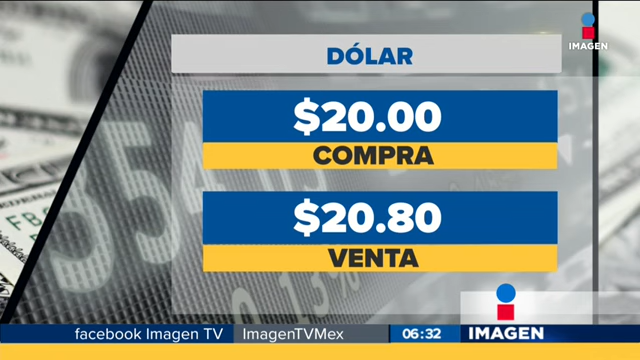 IMAGEN
DÓLAR
$20.00
COMPRA
$20.80
VENTA
facebook Imagen TV
ImagenTVMex
06:32
IMAGEN